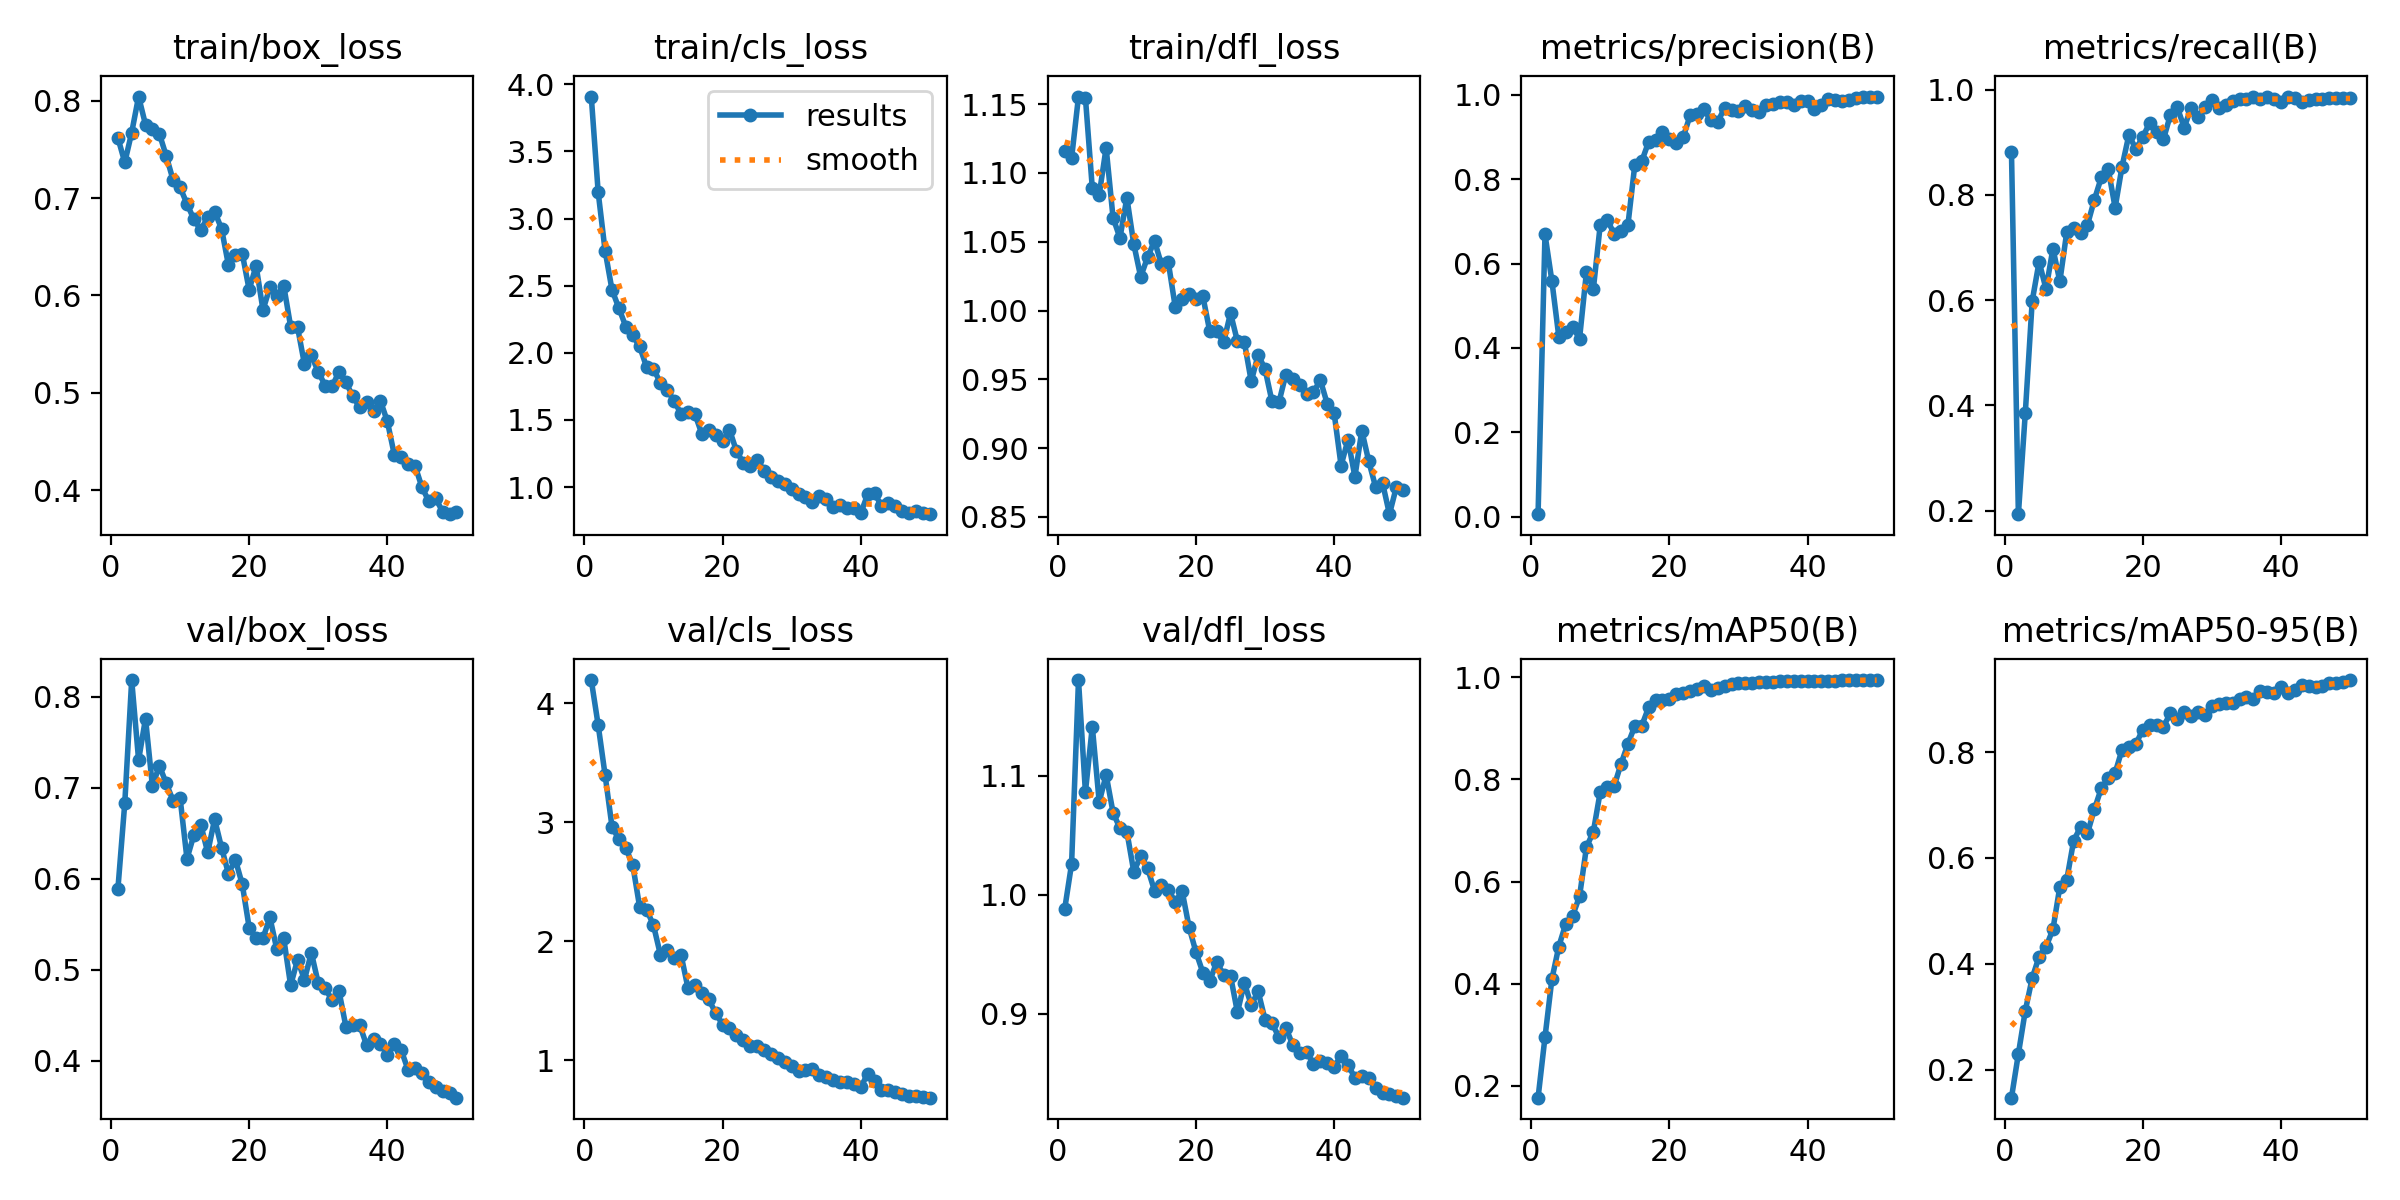 train/box_loss
0.8
0.7
0.6
0.5
0.4
0 20 40
train/cls_loss
results
smooth
4.0
3.5
3.0
2.5
2.0
1.5
1.0
0 20 40
train/dfl_loss
1.15
1.10
1.05
1.00
0.95
0.90
0.85
0 20 40
metrics/precision(B)
1.0
0.8
0.6
0.4
0.2
0.0
0 20 40
metrics/recall(B)
1.0
0.8
0.6
0.4
0.2
0 20 40
val/box_loss
0.8
0.7
0.6
0.5
0.4
0 20 40
val/cls_loss
4
3
2
1
0 20 40
val/dfl_loss
1.1
1.0
0.9
0 20 40
metrics/mAP50(B)
1.0
0.8
0.6
0.4
0.2
0 20 40
metrics/mAP50-95(B)
0.8
0.6
0.4
0.2
0 20 40